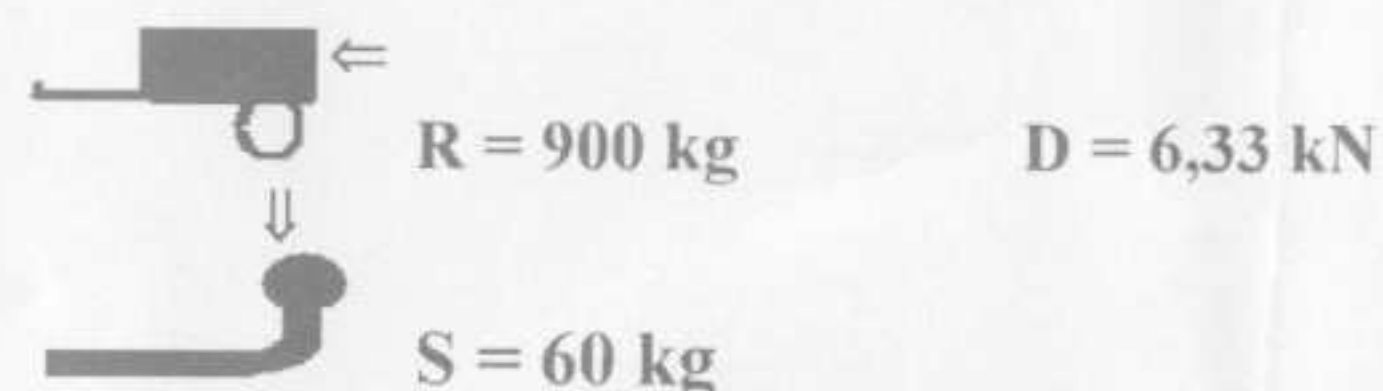 R = 900 kg D = 6,33 kN
S = 60 kg